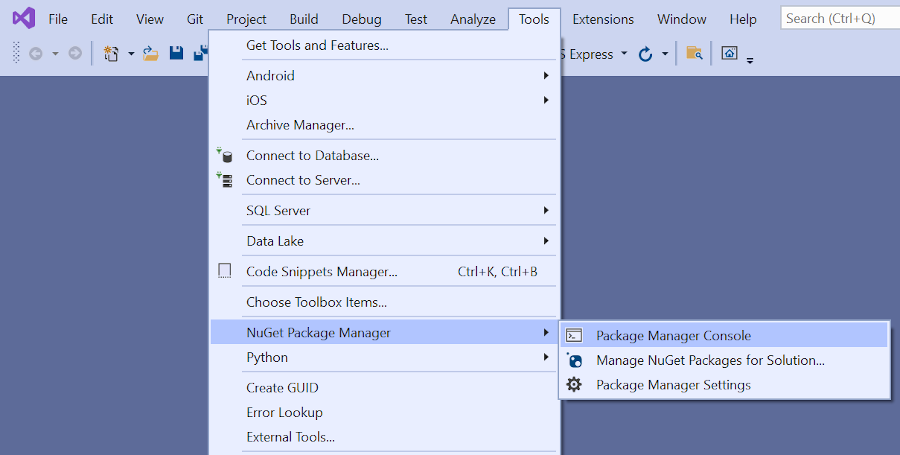 File Edit View Git Project Build Debug Test Analyze Tools Extensions Window Help Search (Ctrl+Q)
Get Tools and Features...
Express
Android
iOS
Archive Manager...
Connect to Database...
Connect to Server...
SQL Server
Data Lake
Code Snippets Manager... Ctrl+K, Ctrl+B
Choose Toolbox Items...
NuGet Package Manager
Package Manager Console
Python
Manage NuGet Packages for Solution...
Package Manager Settings
Create GUID
Error Lookup
External Tools...